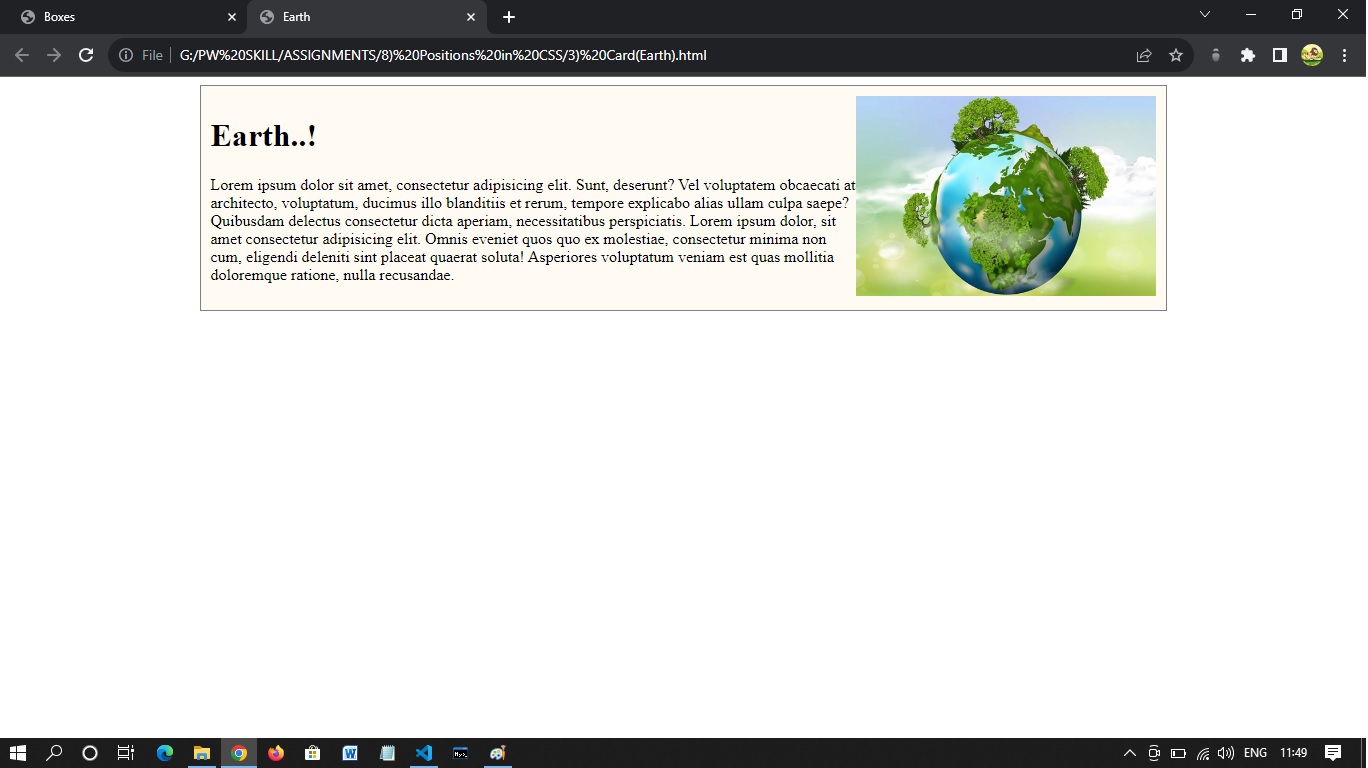 Boxes
Earth
File
G:/PW%20SKILL/ASSIGNMENTS/8)%20Positions%20in%20CSS/3)%20Card(Earth).html
Earth..!
Lorem ipsum dolor sit amet, consectetur adipisicing elit. Sunt, deserunt? Vel voluptatem obcaecati at
architecto, voluptatum, ducimus illo blanditiis et rerum, tempore explicabo alias ullam culpa saepe?
Quibusdam delectus consectetur dicta aperiam, necessitatibus perspiciatis. Lorem ipsum dolor, sit
amet consectetur adipisicing elit. Omnis eveniet quos quo ex molestiae, consectetur minima non
cum, eligendi deleniti sint placeat quaerat soluta! Asperiores voluptatum veniam est quas mollitia
doloremque ratione, nulla recusandae.
ENG
11:49